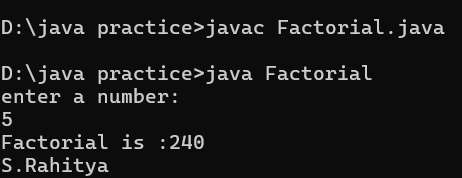 D:\java practice>javac Factorial.java
D:\java practice>java Factorial
enter a number:
5
Factorial is :240
S.Rahitya